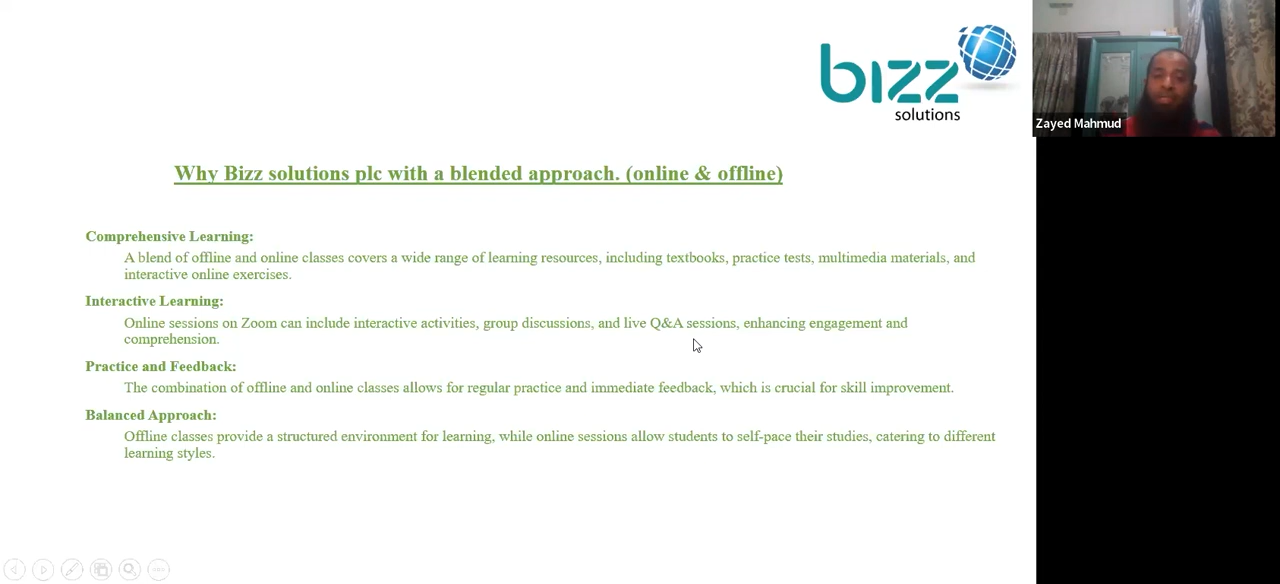 bizz
solutions
Zayed Mahmud
Why Bizz solutions plc with a blended approach. (online & offline)
Comprehensive Learning:
A blend of offline and online classes covers a wide range of learning resources, including textbooks, practice tests, multimedia materials, and
interactive online exercises.
Interactive Learning:
Online sessions on Zoom can include interactive activities, group discussions, and live Q&A sessions, enhancing engagement and
comprehension.
Practice and Feedback:
The combination of offline and online classes allows for regular practice and immediate feedback, which is crucial for skill improvement.
Balanced Approach:
Offline classes provide a structured environment for learning, while online sessions allow students to self-pace their studies, catering to different
learning styles.